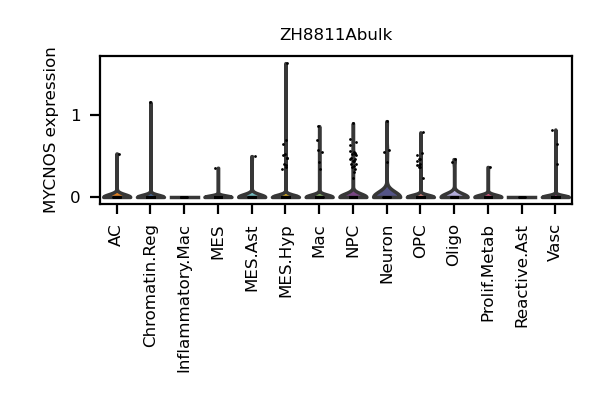 ZH8811Abulk
MYCNOS expression
1
0
AC
Chromatin.Reg
Inflammatory.Mac
MES
MES.Ast
MES.Hyp
Mac
NPC
Neuron
OPC
Oligo
Prolif.Metab
Reactive.Ast
Vasc